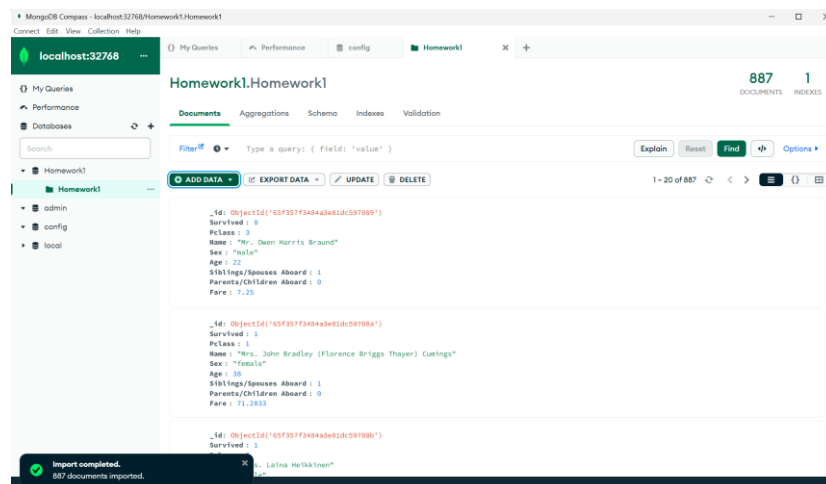 MongoDB Compass - localhost:32768/Homework1.Homework1
Connect Edit View Collection Help
localhost:32768 ...
{} My Queries
Performance
Databases
Search
Homework1
Homework1 ...
admin
config
local
{} My Queries Performance config Homework1
Homework1.Homework1
887 DOCUMENTS 1 INDEXES
Documents Aggregations Schema Indexes Validation
Filter Type a query: { field: 'value' } Explain Reset Find </> Options
ADD DATA EXPORT DATA UPDATE DELETE 1 – 20 of 887 {}
_id: ObjectId('65f357f3484a3e81dc597089')
Survived : 0
Pclass : 3
Name : "Mr. Owen Harris Braund"
Sex : "male"
Age : 22
Siblings/Spouses Aboard : 1
Parents/Children Aboard : 0
Fare : 7.25
_id: ObjectId('65f357f3484a3e81dc59708a')
Survived : 1
Pclass : 1
Name : "Mrs. John Bradley (Florence Briggs Thayer) Cumings"
Sex : "female"
Age : 38
Siblings/Spouses Aboard : 1
Parents/Children Aboard : 0
Fare : 71.2833
_id: ObjectId('65f357f3484a3e81dc59708b')
Survived : 1
s. Laina Heikkinen"
Import completed.
887 documents imported.